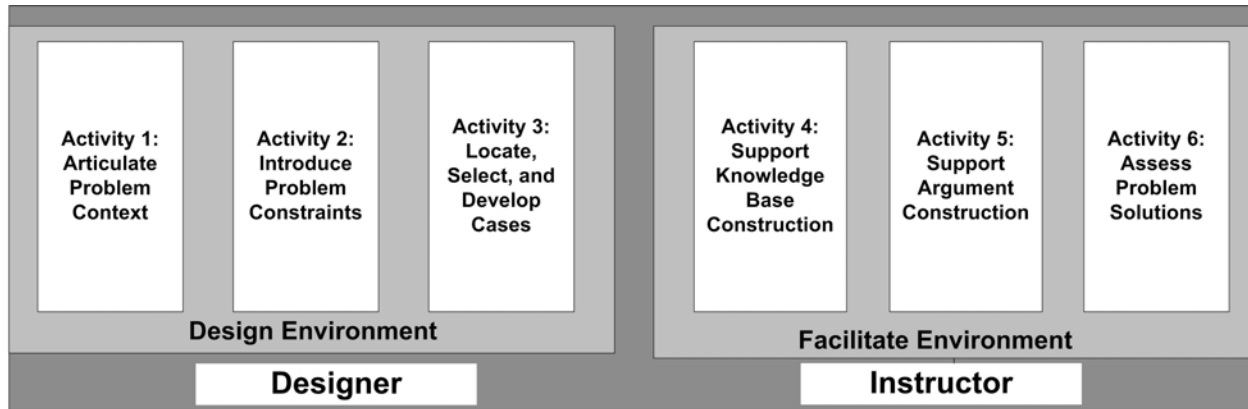 Activity 1:
Articulate
Problem
Context
Activity 2:
Introduce
Problem
Constraints
Activity 3:
Locate,
Select, and
Develop
Cases
Design Environment
Designer
Activity 4:
Support
Knowledge
Base
Construction
Activity 5:
Support
Argument
Construction
Activity 6:
Assess
Problem
Solutions
Facilitate Environment
Instructor